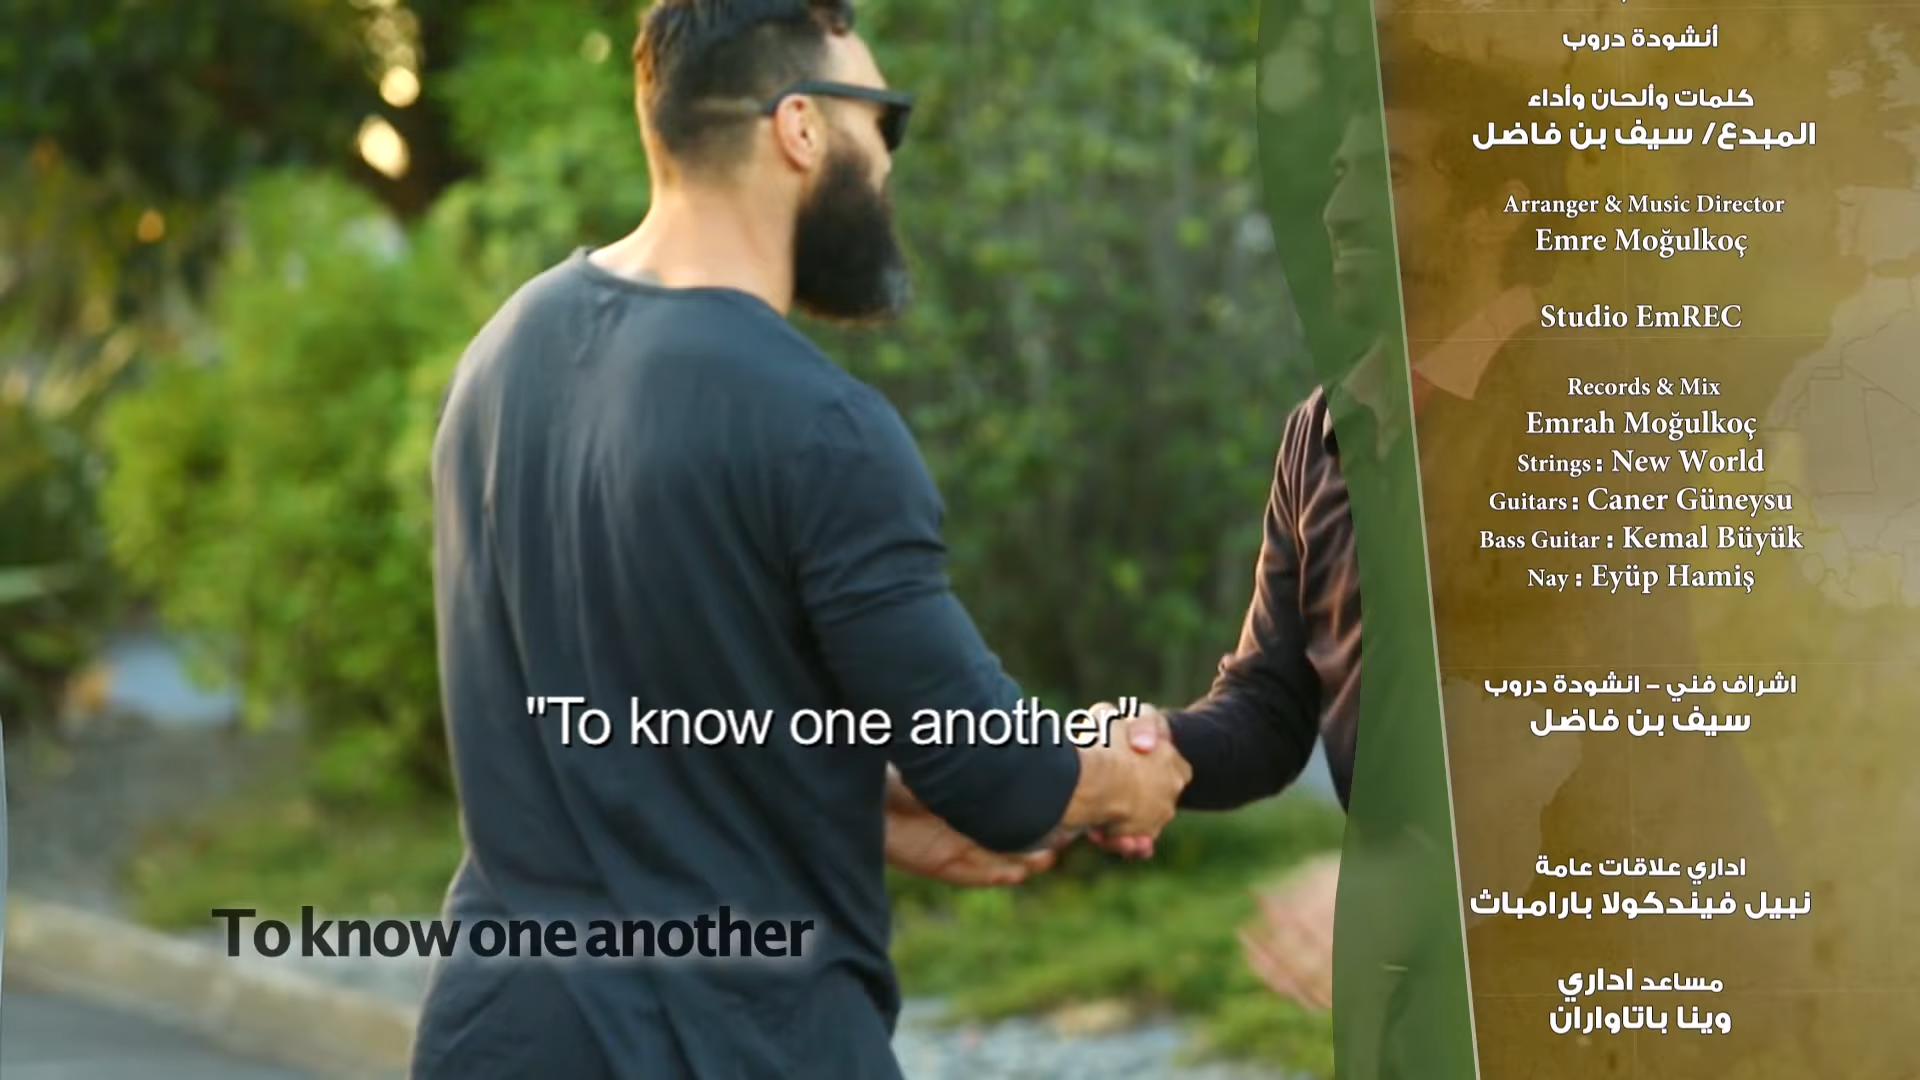 "To know one another"
To know one another
أنشودة دروب
كلمات وألحان وأداء
المبدع/ سيف بن فاضل
Arranger & Music Director
Emre Moğulkoç
Studio EmREC
Records & Mix
Emrah Moğulkoç
Strings : New World
Guitars : Caner Güneysu
Bass Guitar : Kemal Büyük
Nay : Eyüp Hamiş
اشراف فني - انشودة دروب
سيف بن فاضل
اداري علاقات عامة
نبيل فيندكولا بارامباث
مساعد اداري
وينا باتاواران